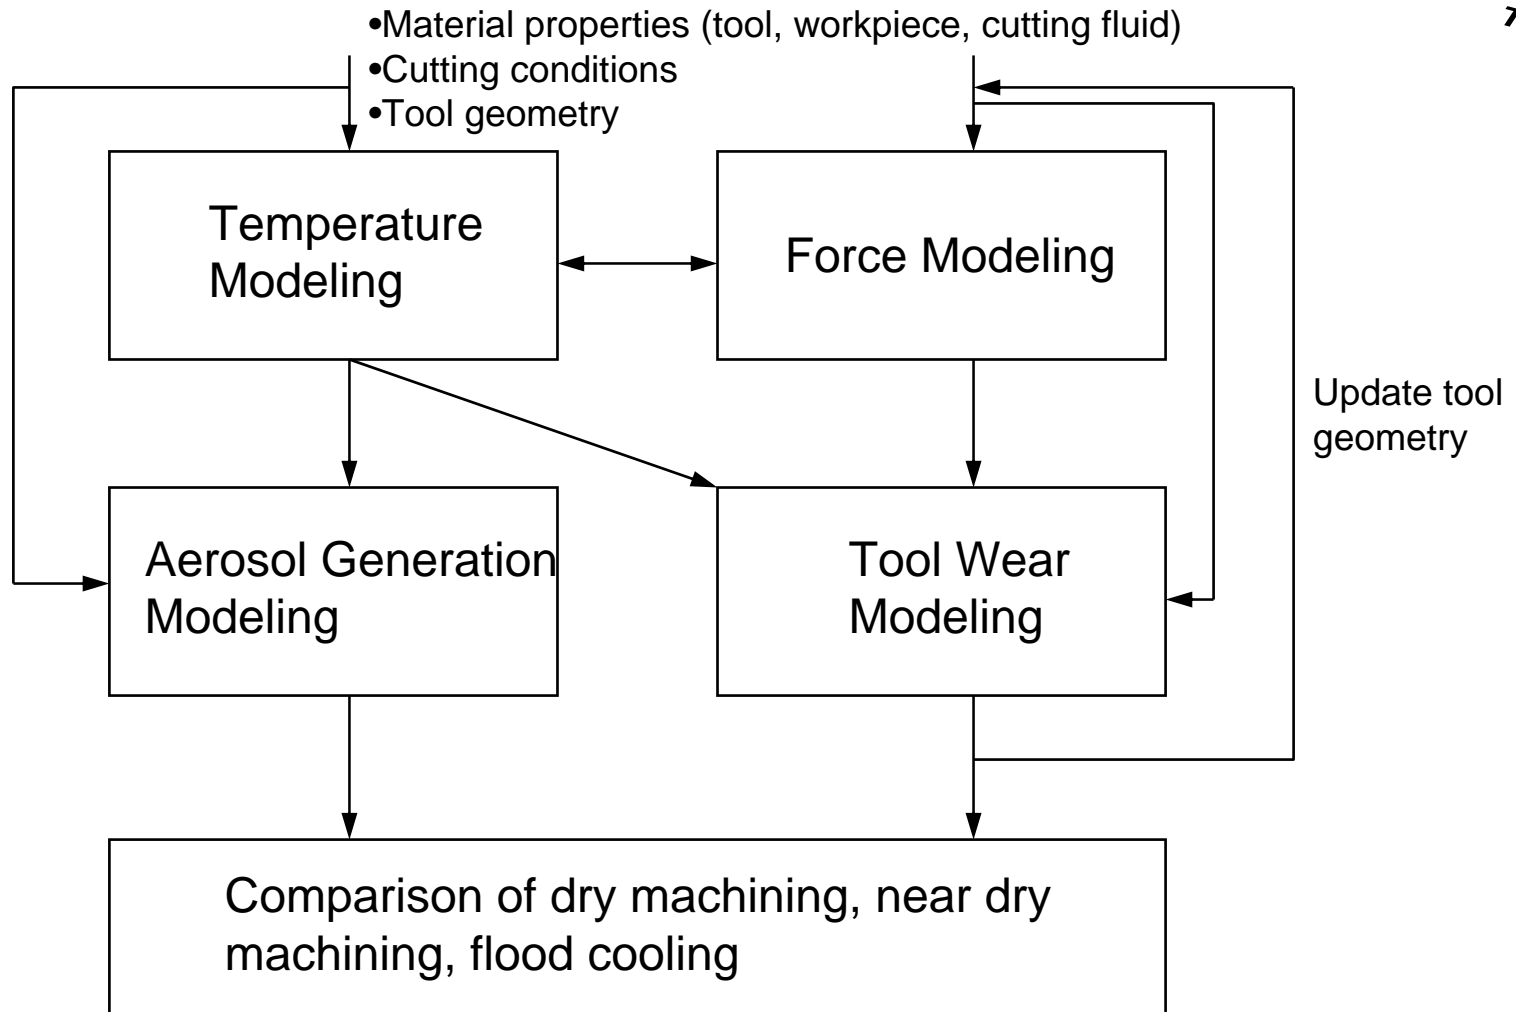 •Material properties (tool, workpiece, cutting fluid)
•Cutting conditions
•Tool geometry
Temperature
Modeling
Force Modeling
Update tool
geometry
Aerosol Generation
Modeling
Tool Wear
Modeling
Comparison of dry machining, near dry
machining, flood cooling